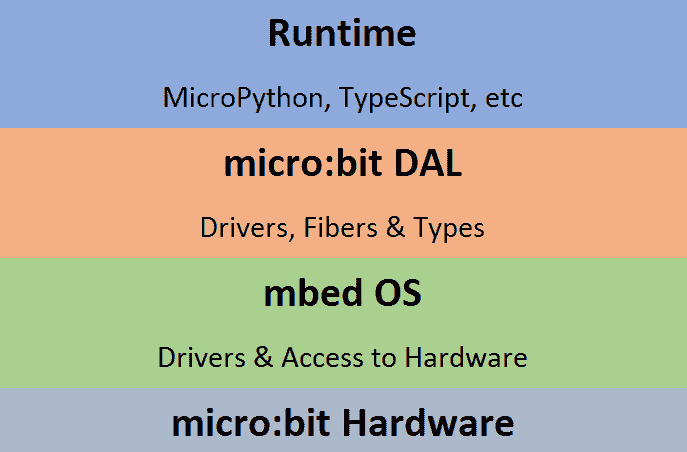 Runtime
MicroPython, TypeScript, etc
micro:bit DAL
Drivers, Fibers & Types
mbed OS
Drivers & Access to Hardware
micro:bit Hardware